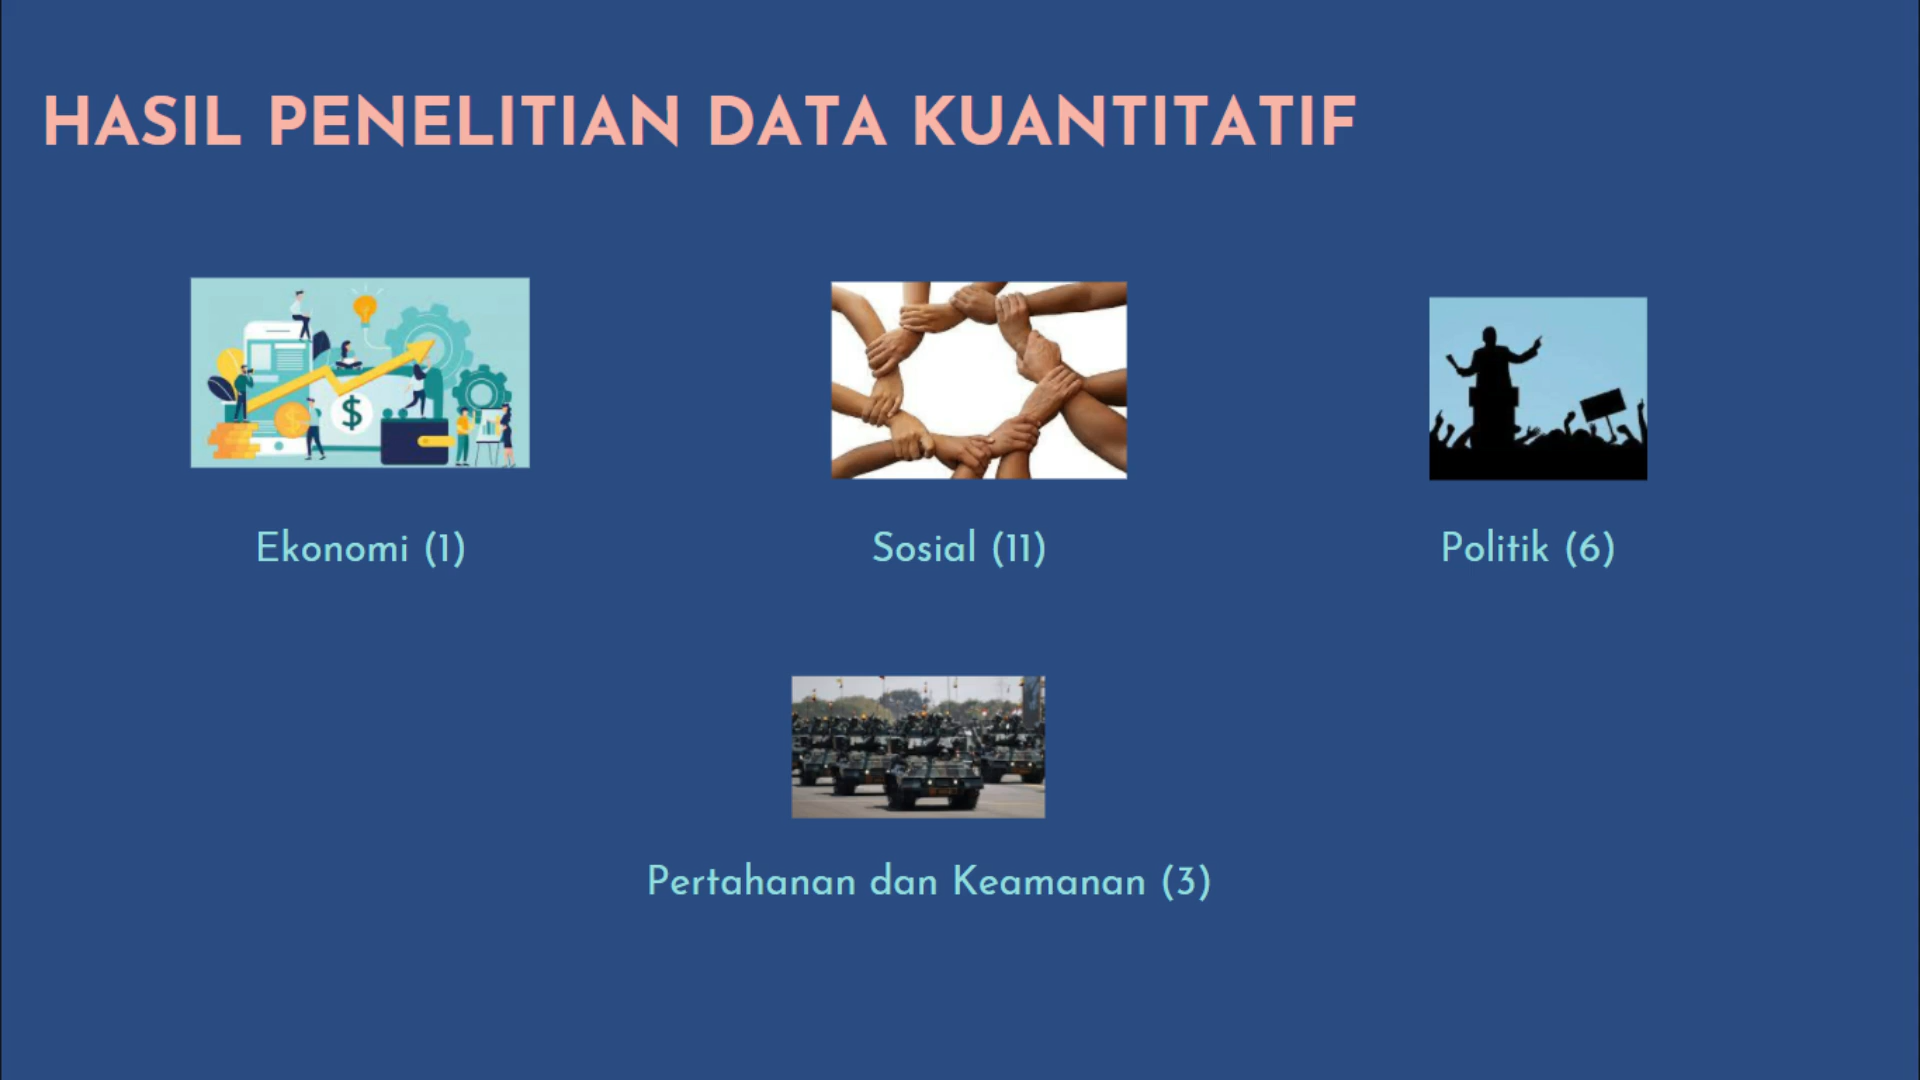 HASIL PENELITIAN DATA KUANTITATIF
Ekonomi (1)
Sosial (11)
Politik (6)
Pertahanan dan Keamanan (3)